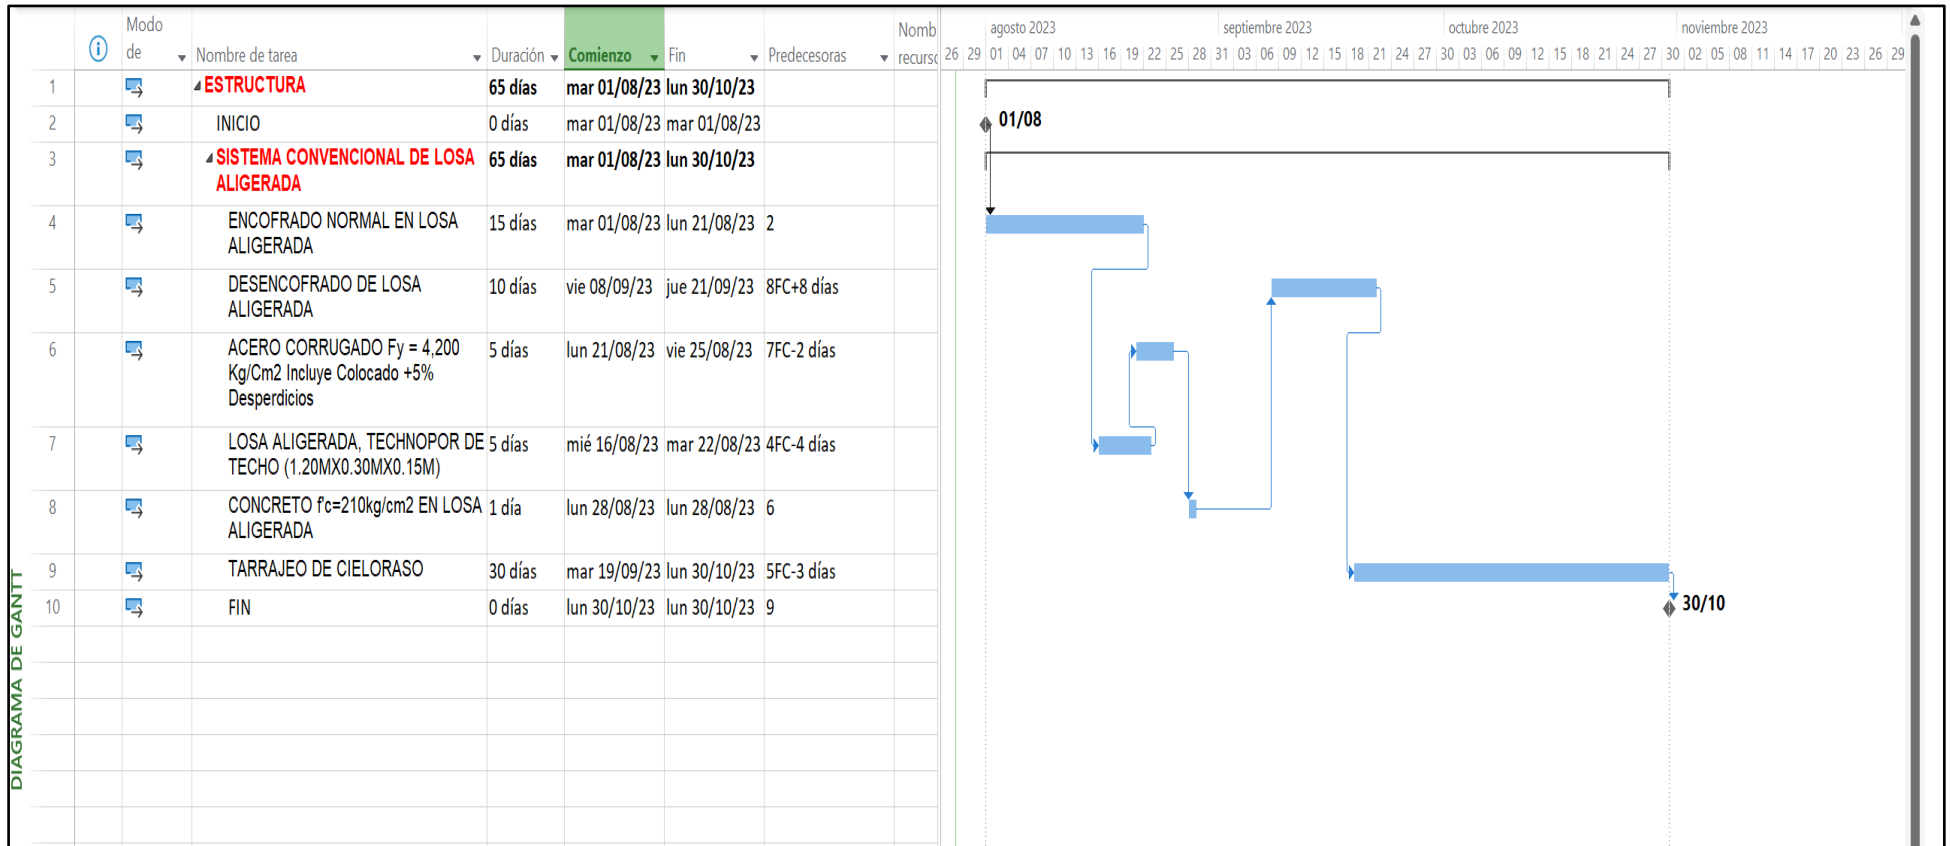 Modo de
Nombre de tarea
Duración
Comienzo
Fin
Predecesoras
Nomb
recurso
agosto 2023
septiembre 2023
octubre 2023
noviembre 2023
26 29 01 04 07 10 13 16 19 22 25 28 31 03 06 09 12 15 18 21 24 27 30 03 06 09 12 15 18 21 24 27 30 02 05 08 11 14 17 20 23 26 29
1 ESTRUCTURA 65 días mar 01/08/23 lun 30/10/23
2 INICIO 0 días mar 01/08/23 mar 01/08/23
01/08
3 SISTEMA CONVENCIONAL DE LOSA 65 días mar 01/08/23 lun 30/10/23
ALIGERADA
4 ENCOFRADO NORMAL EN LOSA 15 días mar 01/08/23 lun 21/08/23 2
ALIGERADA
5 DESENCOFRADO DE LOSA 10 días vie 08/09/23 jue 21/09/23 8FC+8 días
ALIGERADA
6 ACERO CORRUGADO Fy = 4,200 5 días lun 21/08/23 vie 25/08/23 7FC-2 días
Kg/Cm2 Incluye Colocado +5%
Desperdicios
7 LOSA ALIGERADA, TECHNOPOR DE 5 días mié 16/08/23 mar 22/08/23 4FC-4 días
TECHO (1.20MX0.30MX0.15M)
8 CONCRETO f'c=210kg/cm2 EN LOSA 1 día lun 28/08/23 lun 28/08/23 6
ALIGERADA
9 TARRAJEO DE CIELORASO 30 días mar 19/09/23 lun 30/10/23 5FC-3 días
10 FIN 0 días lun 30/10/23 lun 30/10/23 9
30/10
DIAGRAMA DE GANTT